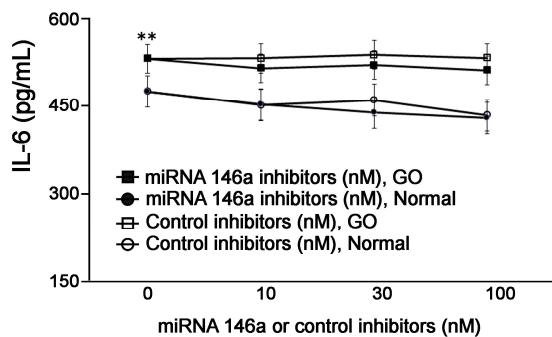 600
**
450
300
150
IL-6 (pg/mL)
miRNA 146a inhibitors (nM), GO
miRNA 146a inhibitors (nM), Normal
Control inhibitors (nM), GO
Control inhibitors (nM), Normal
0 10 30 100
miRNA 146a or control inhibitors (nM)